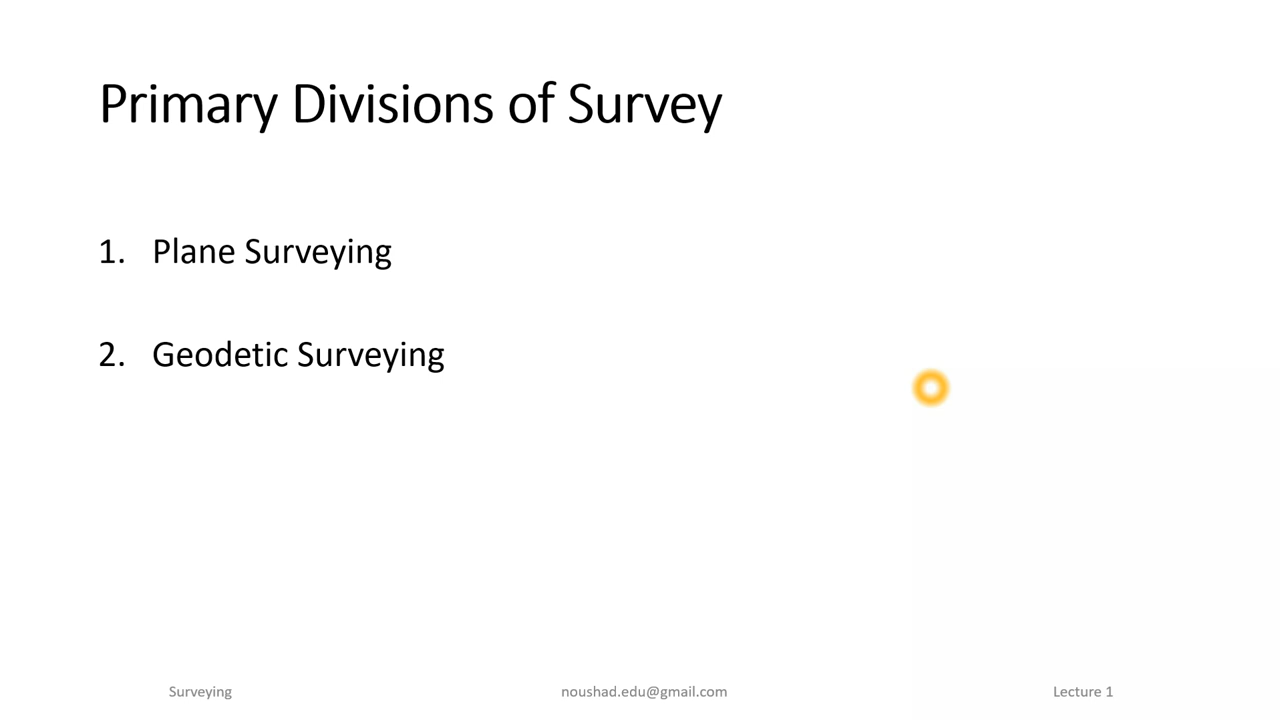 Primary Divisions of Survey
1. Plane Surveying
2. Geodetic Surveying
Surveying
noushad.edu@gmail.com
Lecture 1